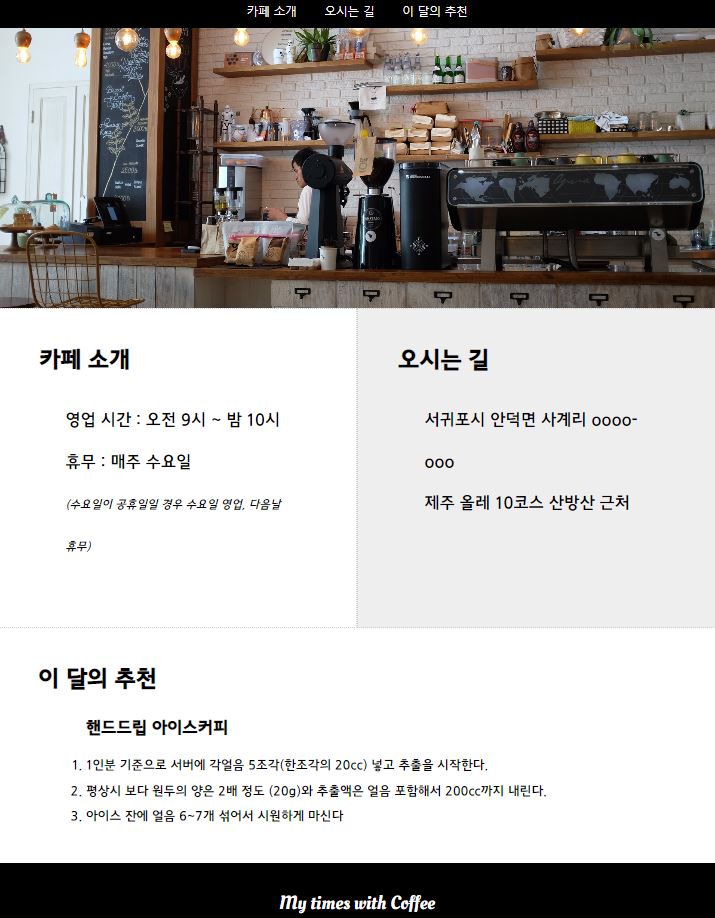 카페 소개 오시는 길 이 달의 추천
카페 소개
영업 시간 : 오전 9시 ~ 밤 10시
휴무 : 매주 수요일
(수요일이 공휴일일 경우 수요일 영업, 다음날
휴무)
오시는 길
서귀포시 안덕면 사계리 oooo-
ooo
제주 올레 10코스 산방산 근처
이 달의 추천
핸드드립 아이스커피
1. 1인분 기준으로 서버에 각얼음 5조각(한조각의 20cc) 넣고 추출을 시작한다.
2. 평상시 보다 원두의 양은 2배 정도 (20g)와 추출액은 얼음 포함해서 200cc까지 내린다.
3. 아이스 잔에 얼음 6~7개 섞어서 시원하게 마신다
My times with Coffee